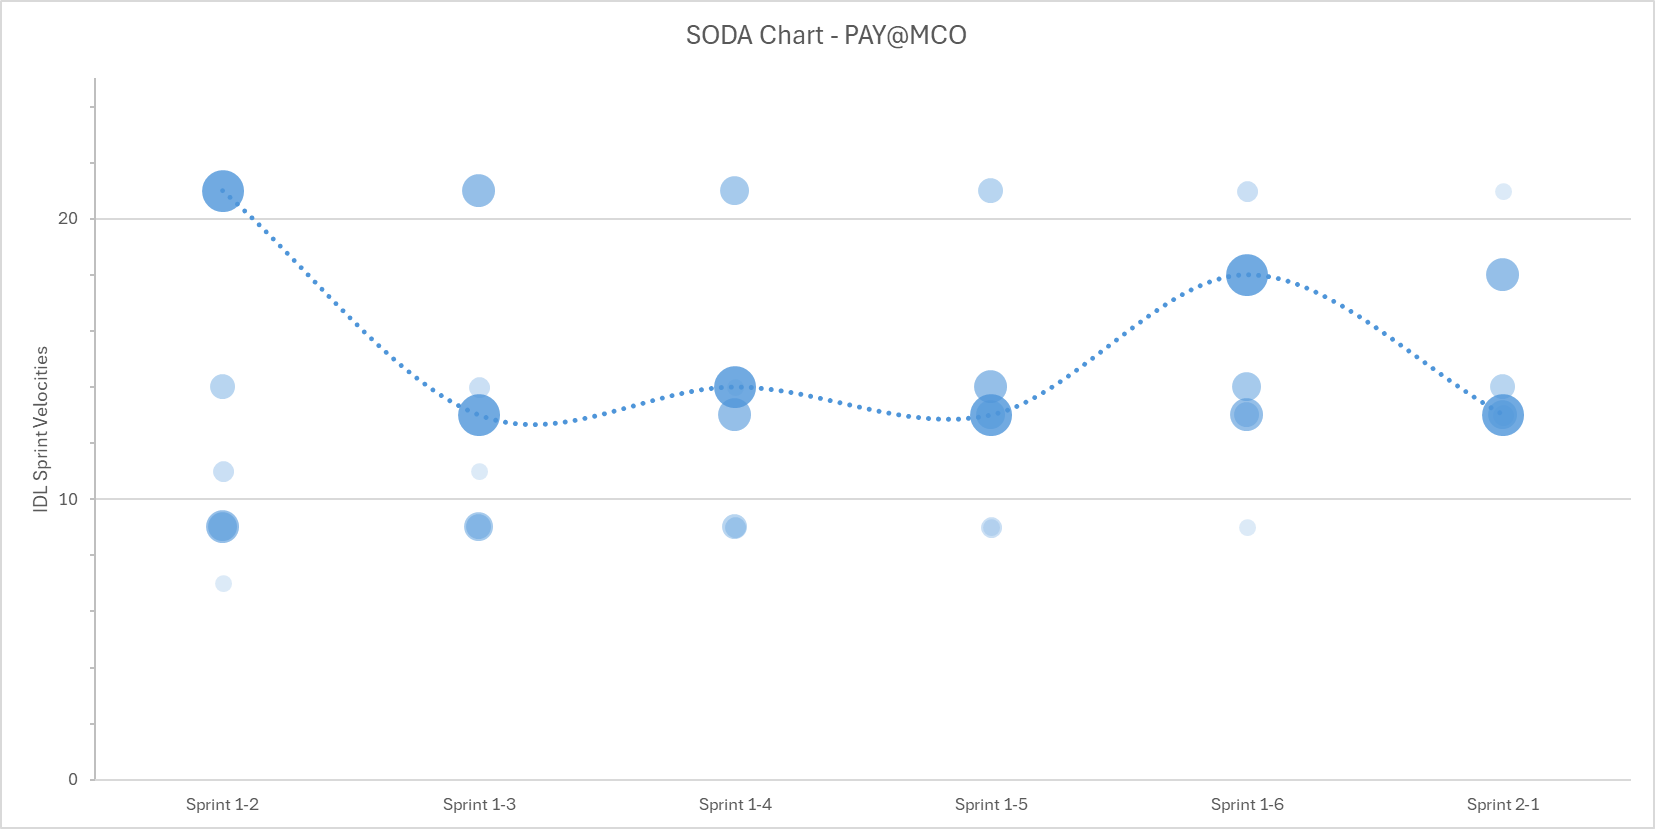 SODA Chart - PAY@MCO
IDL Sprint Velocities
20
10
0
Sprint 1-2
Sprint 1-3
Sprint 1-4
Sprint 1-5
Sprint 1-6
Sprint 2-1